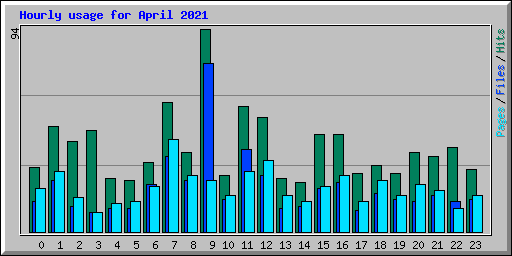 Hourly usage for April 2021
94
Pages/Files/Hits
0 1 2 3 4 5 6 7 8 9 10 11 12 13 14 15 16 17 18 19 20 21 22 23